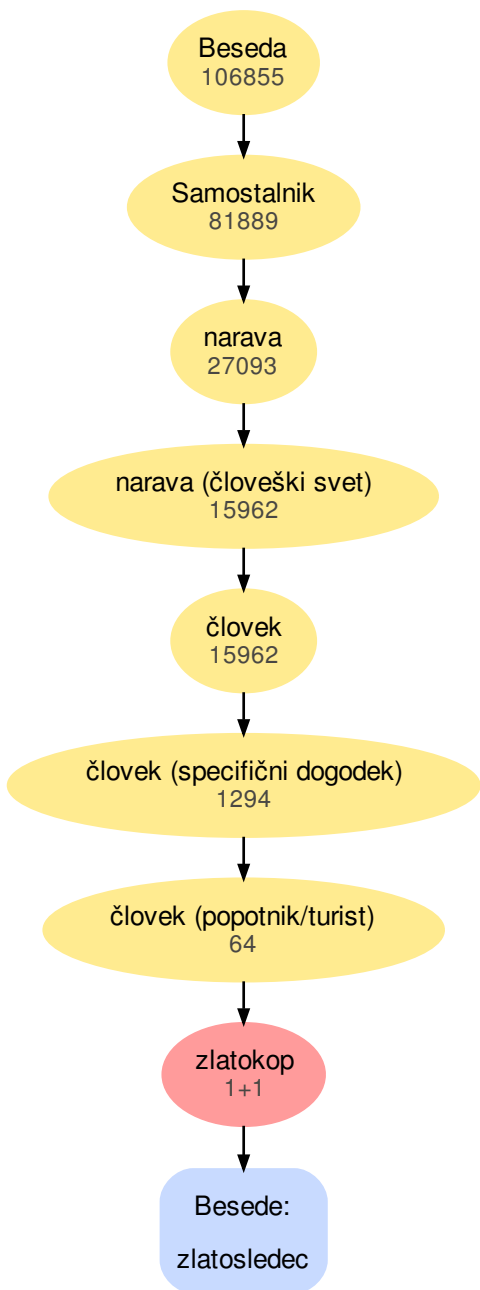 Beseda
106855
Samostalnik
81889
narava
27093
narava (človeški svet)
15962
človek
15962
človek (specifični dogodek)
1294
človek (popotnik/turist)
64
zlatokop
1+1
Besede:
zlatosledec